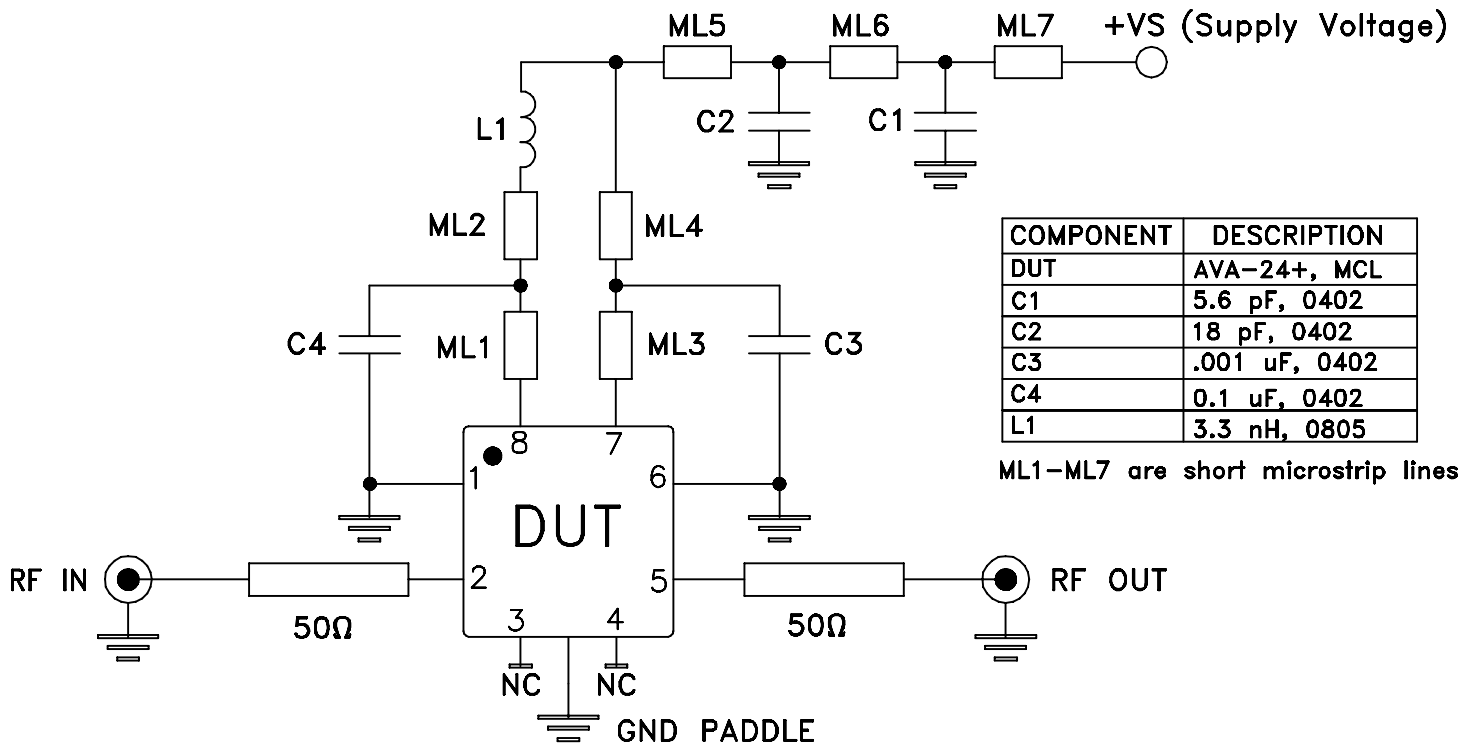 ML5
ML6
ML7
+VS (Supply Voltage)
L1
C2
C1
ML2
ML4
COMPONENT DESCRIPTION
DUT AVA-24+, MCL
C1 5.6 pF, 0402
C2 18 pF, 0402
C3 .001 uF, 0402
C4 0.1 uF, 0402
L1 3.3 nH, 0805
ML1-ML7 are short microstrip lines
C4
ML1
ML3
C3
8
7
1
6
DUT
RF IN
2
5
RF OUT
50Ω
3
4
50Ω
NC
NC
GND PADDLE